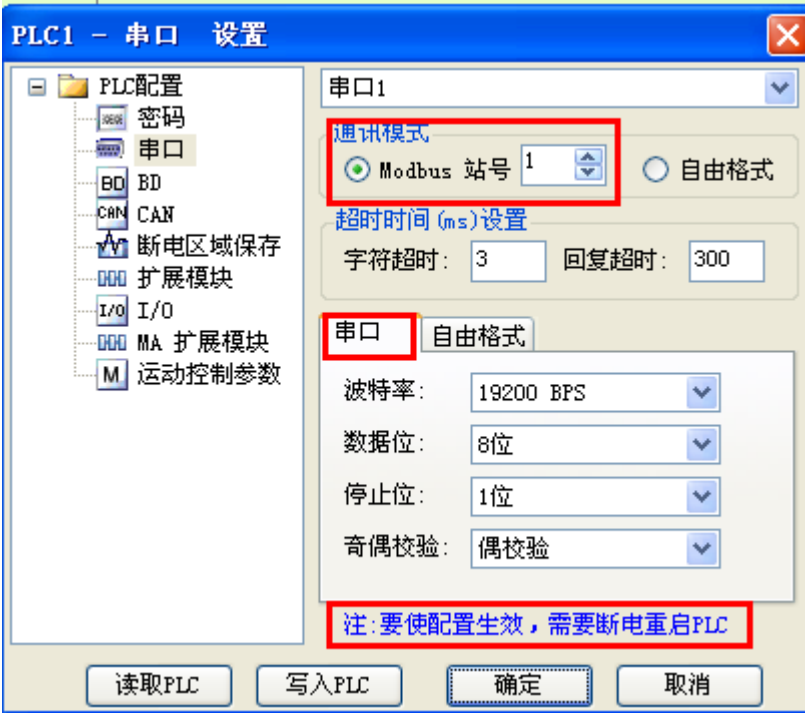 PLC1 - 串口 设置
PLC配置
密码
串口
BD BD
CAN CAN
断电区域保存
扩展模块
I/O I/O
MA 扩展模块
M 运动控制参数
串口1
通讯模式
Modbus 站号 1 自由格式
超时时间(ms)设置
字符超时: 3 回复超时: 300
串口 自由格式
波特率: 19200 BPS
数据位: 8位
停止位: 1位
奇偶校验: 偶校验
注:要使配置生效，需要断电重启PLC
读取PLC 写入PLC 确定 取消